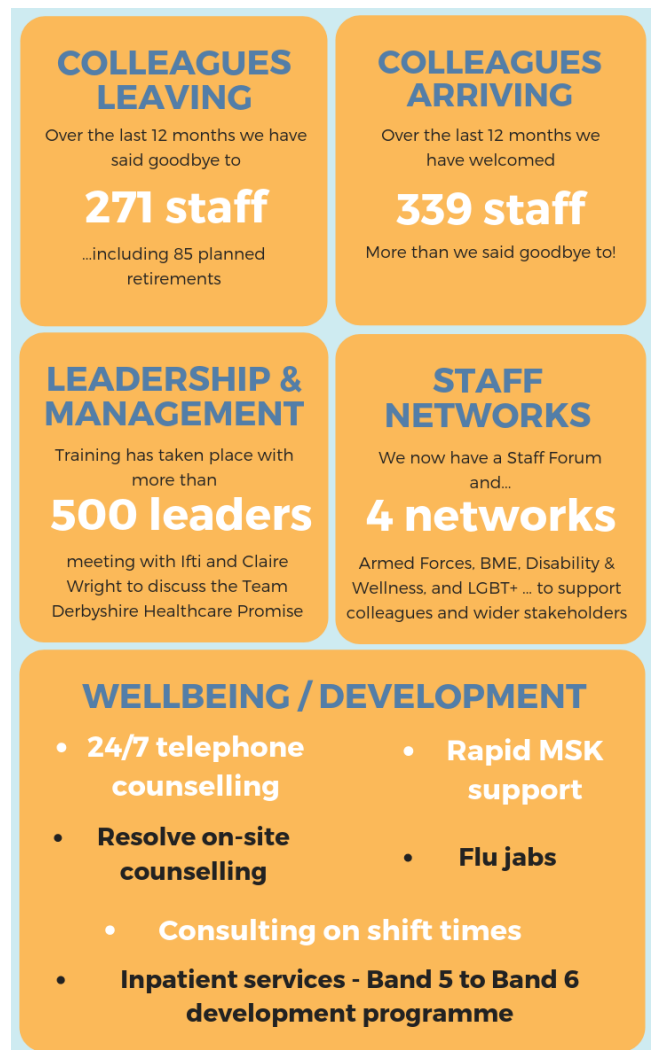 COLLEAGUES
LEAVING
Over the last 12 months we have
said goodbye to
271 staff
...including 85 planned
retirements
COLLEAGUES
ARRIVING
Over the last 12 months we
have welcomed
339 staff
More than we said goodbye to!
LEADERSHIP &
MANAGEMENT
Training has taken place with
more than
500 leaders
meeting with Ifti and Claire
Wright to discuss the Team
Derbyshire Healthcare Promise
STAFF
NETWORKS
We now have a Staff Forum
and...
4 networks
Armed Forces, BME, Disability &
Wellness, and LGBT+ ... to support
colleagues and wider stakeholders
WELLBEING / DEVELOPMENT
• 24/7 telephone
counselling
• Rapid MSK
support
• Resolve on-site
counselling
• Flu jabs
• Consulting on shift times
• Inpatient services - Band 5 to Band 6
development programme